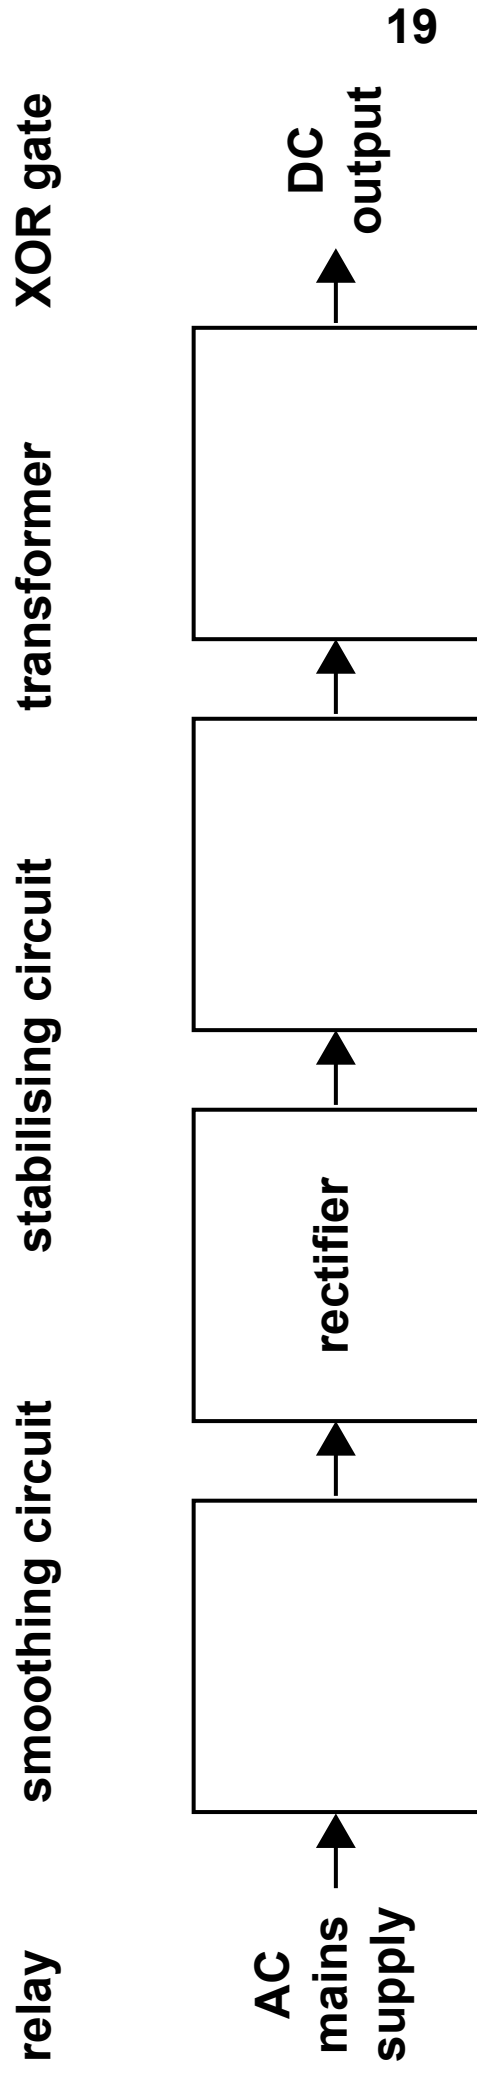 relay smoothing circuit stabilising circuit transformer XOR gate
AC
mains
supply
rectifier
DC
output
19